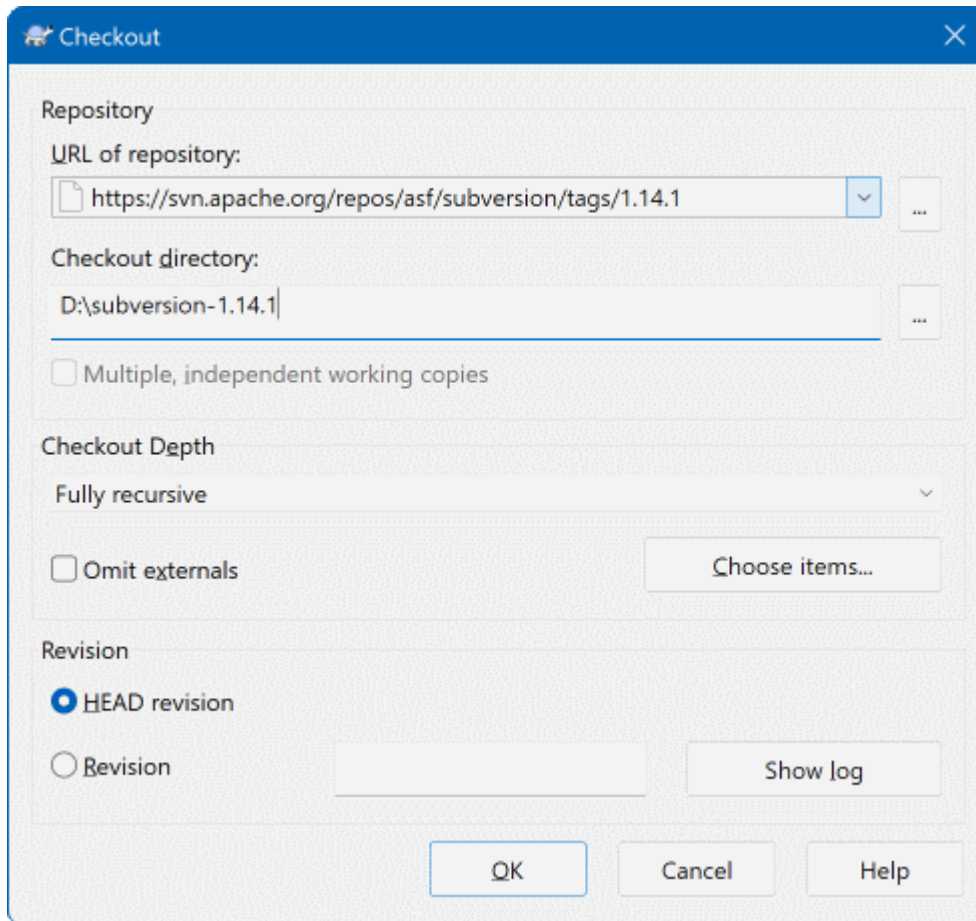 Checkout
Repository
URL of repository:
https://svn.apache.org/repos/asf/subversion/tags/1.14.1
...
Checkout directory:
D:\subversion-1.14.1
...
Multiple, independent working copies
Checkout Depth
Fully recursive
Omit externals
Choose items...
Revision
HEAD revision
Revision
Show log
OK
Cancel
Help